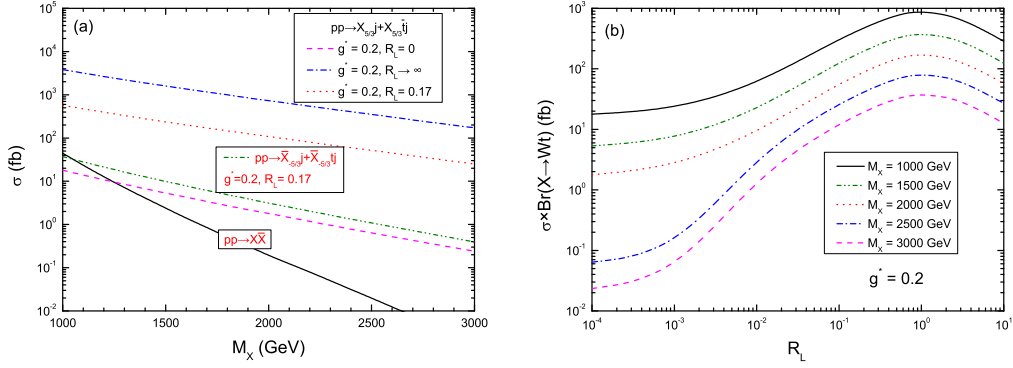 (a)
pp→X5/3j+X5/3t̄j
g* = 0.2, RL= 0
g* = 0.2, RL→ ∞
g* = 0.2, RL= 0.17
pp→X̄-5/3j+X̄-5/3tj
g*=0.2, RL= 0.17
pp→XX̄
10^5
10^4
10^3
10^2
10^1
10^0
10^-1
10^-2
σ (fb)
1000 1500 2000 2500 3000
MX (GeV)
(b)
10^3
10^2
10^1
10^0
10^-1
10^-2
σ×Br(X→Wt) (fb)
MX = 1000 GeV
MX = 1500 GeV
MX = 2000 GeV
MX = 2500 GeV
MX = 3000 GeV
g* = 0.2
10^-4 10^-3 10^-2 10^-1 10^0 10^1
RL